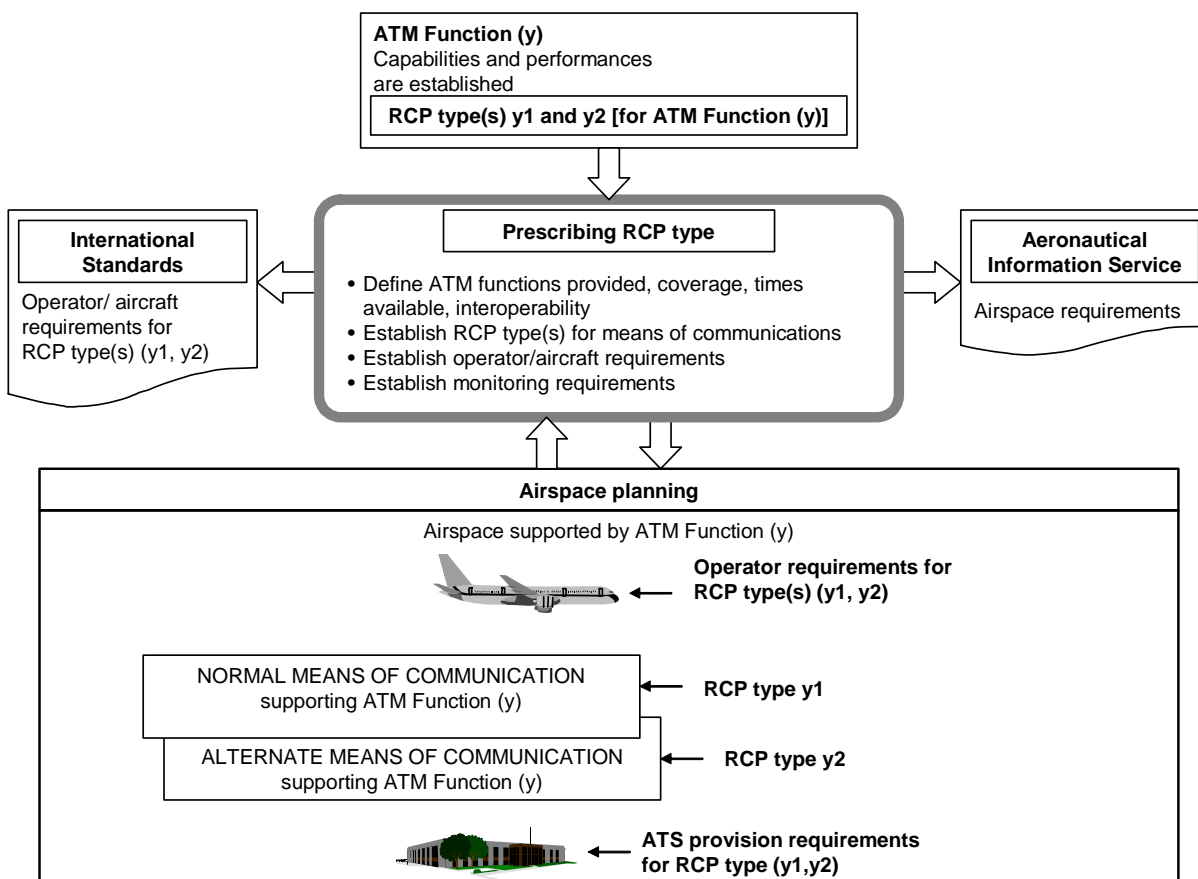 ATM Function (y)
Capabilities and performances
are established
RCP type(s) y1 and y2 [for ATM Function (y)]
International
Standards
Operator/ aircraft
requirements for
RCP type(s) (y1, y2)
Prescribing RCP type
• Define ATM functions provided, coverage, times
available, interoperability
• Establish RCP type(s) for means of communications
• Establish operator/aircraft requirements
• Establish monitoring requirements
Aeronautical
Information Service
Airspace requirements
Airspace planning
Airspace supported by ATM Function (y)
Operator requirements for
RCP type(s) (y1, y2)
NORMAL MEANS OF COMMUNICATION
supporting ATM Function (y)
RCP type y1
ALTERNATE MEANS OF COMMUNICATION
supporting ATM Function (y)
RCP type y2
ATS provision requirements
for RCP type (y1,y2)